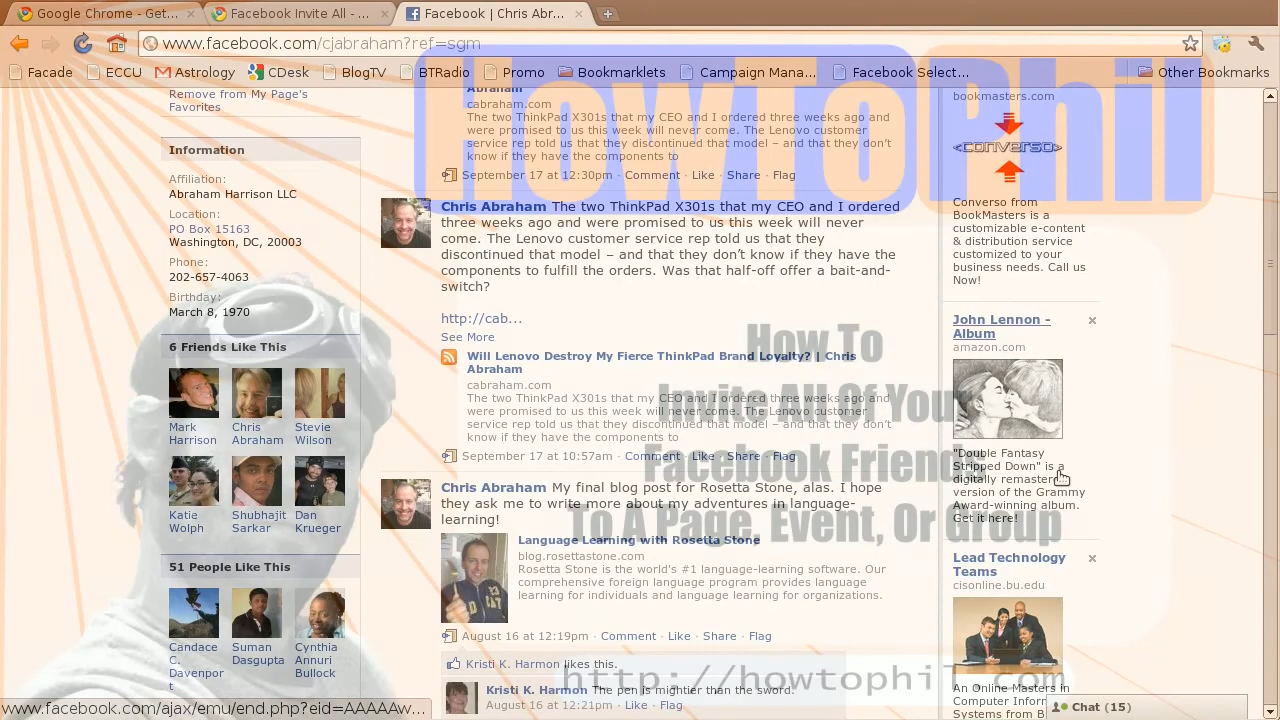 Google Chrome - Get...
Facebook Invite All - ...
Facebook | Chris Abr...
www.facebook.com/cjabraham?ref=sgm
Facade
ECCU
Astrology
CDesk
BlogTV
BTRadio
Promo
Bookmarklets
Campaign Mana...
Facebook Select...
Other Bookmarks
HowToPhil
Remove from My Page's
Favorites
Information
Affiliation:
Abraham Harrison LLC
Location:
PO Box 15163
Washington, DC, 20003
Phone:
202-657-4063
Birthday:
March 8, 1970
6 Friends Like This
Mark
Harrison
Chris
Abraham
Stevie
Wilson
Katie
Wolph
Shubhajit
Sarkar
Dan
Krueger
51 People Like This
Candace
C.
Davenpor
t
Suman
Dasgupta
Cynthia
Annuri
Bullock
Abraham
cabraham.com
The two ThinkPad X301s that my CEO and I ordered three weeks ago and
were promised to us this week will never come. The Lenovo customer
service rep told us that they discontinued that model – and that they don't
know if they have the components to
September 17 at 12:30pm · Comment · Like · Share · Flag
Chris Abraham The two ThinkPad X301s that my CEO and I ordered
three weeks ago and were promised to us this week will never
come. The Lenovo customer service rep told us that they
discontinued that model – and that they don't know if they have the
components to fulfill the orders. Was that half-off offer a bait-and-
switch?
http://cab...
See More
Will Lenovo Destroy My Fierce ThinkPad Brand Loyalty? | Chris
Abraham
cabraham.com
The two ThinkPad X301s that my CEO and I ordered three weeks ago and
were promised to us this week will never come. The Lenovo customer
service rep told us that they discontinued that model – and that they don't
know if they have the components to
September 17 at 10:57am · Comment · Like · Share · Flag
Chris Abraham My final blog post for Rosetta Stone, alas. I hope
they ask me to write more about my adventures in language-
learning!
Language Learning with Rosetta Stone
blog.rosettastone.com
Rosetta Stone is the world's #1 language-learning software. Our
comprehensive foreign language program provides language
learning for individuals and language learning for organizations.
August 16 at 12:19pm · Comment · Like · Share · Flag
Kristi K. Harmon likes this.
Kristi K. Harmon The pen is mightier than the sword.
August 16 at 12:21pm · Like · Flag
How To
Invite All Of Your
Facebook Friends
To A Page, Event, Or Group
http://howtophil.com
bookmasters.com
<converso>
Converso from
BookMasters is a
customizable e-content
& distribution service
customized to your
business needs. Call us
Now!
John Lennon -
Album
amazon.com
"Double Fantasy
Stripped Down" is a
digitally remastered
version of the Grammy
Award-winning album.
Get it here!
Lead Technology
Teams
cisonline.bu.edu
An Online Masters in
Computer
Systems from B
Chat (15)
www.facebook.com/ajax/emu/end.php?eid=AAAAAw...